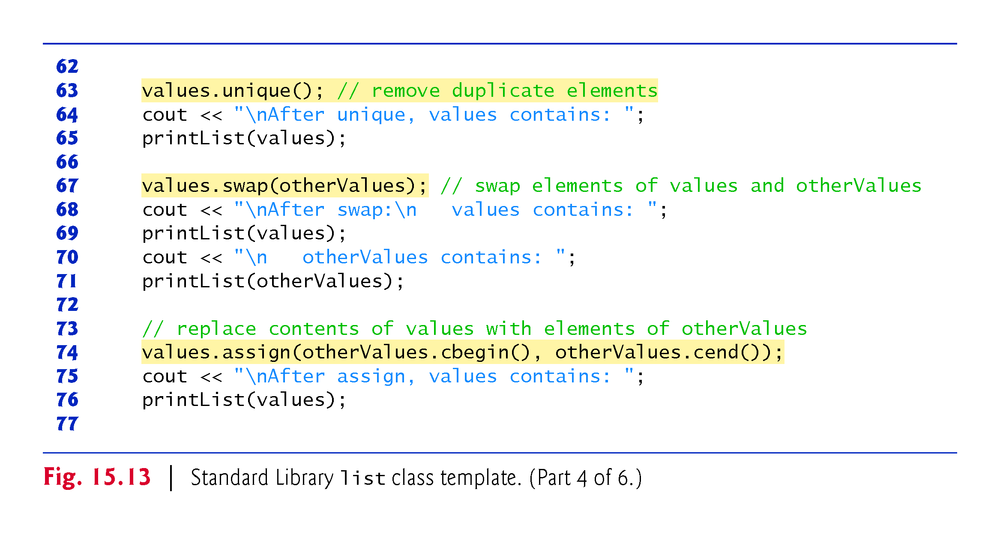 62
63 values.unique(); // remove duplicate elements
64 cout << "\nAfter unique, values contains: ";
65 printList(values);
66
67 values.swap(otherValues); // swap elements of values and otherValues
68 cout << "\nAfter swap:\n   values contains: ";
69 printList(values);
70 cout << "\n   otherValues contains: ";
71 printList(otherValues);
72
73 // replace contents of values with elements of otherValues
74 values.assign(otherValues.cbegin(), otherValues.cend());
75 cout << "\nAfter assign, values contains: ";
76 printList(values);
77
Fig. 15.13 | Standard Library list class template. (Part 4 of 6.)